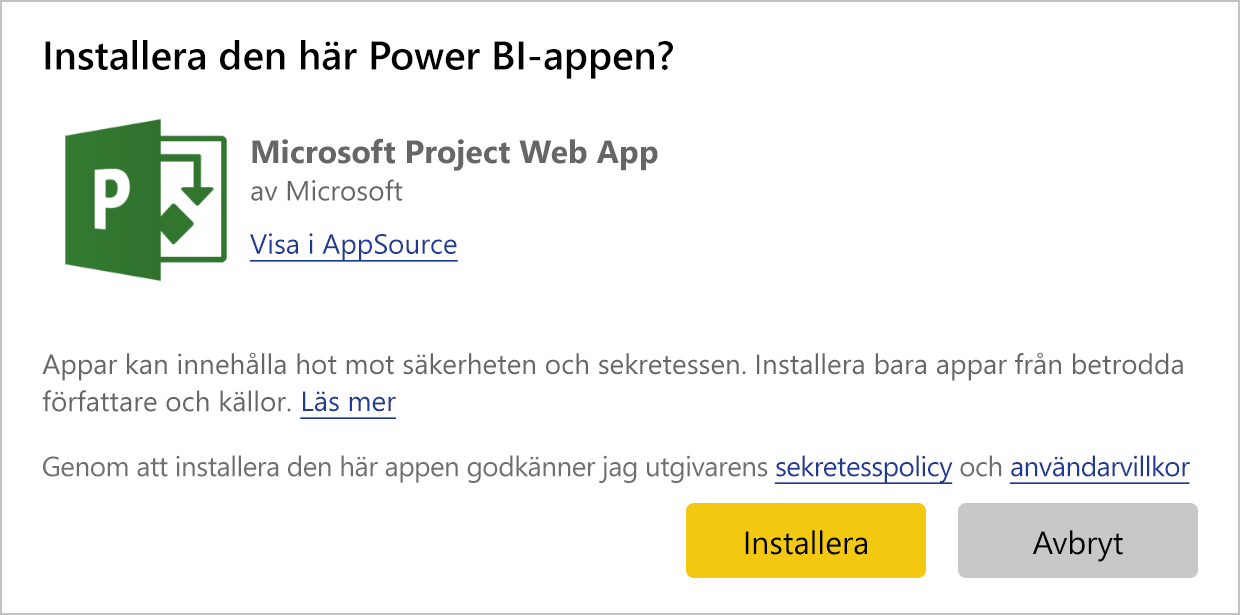 Installera den här Power BI-appen?
P
Microsoft Project Web App
av Microsoft
Visa i AppSource
Appar kan innehålla hot mot säkerheten och sekretessen. Installera bara appar från betrodda
författare och källor. Läs mer
Genom att installera den här appen godkänner jag utgivarens sekretesspolicy och användarvillkor
Installera
Avbryt